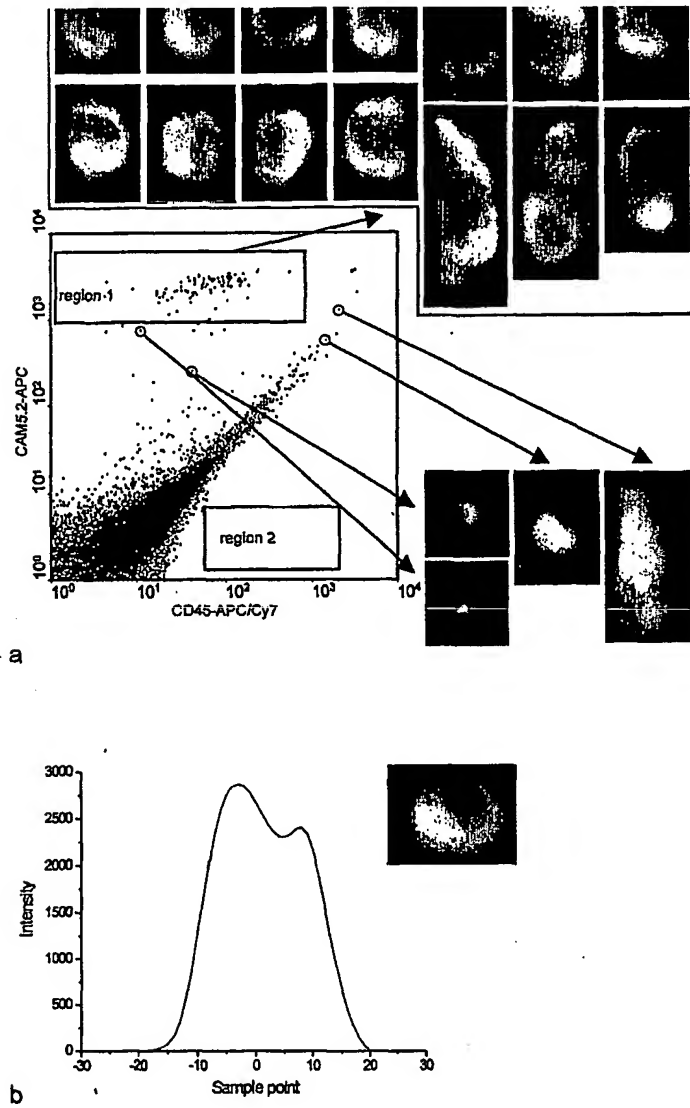 10⁴
region 1
10³
CAM5.2-APC
10²
10¹
region 2
10⁰
10⁰ 10¹ 10² 10³ 10⁴
CD45-APC/Cy7
a
3000
2500
2000
Intensity
1500
1000
500
0
-30 -20 -10 0 10 20 30
Sample point
b